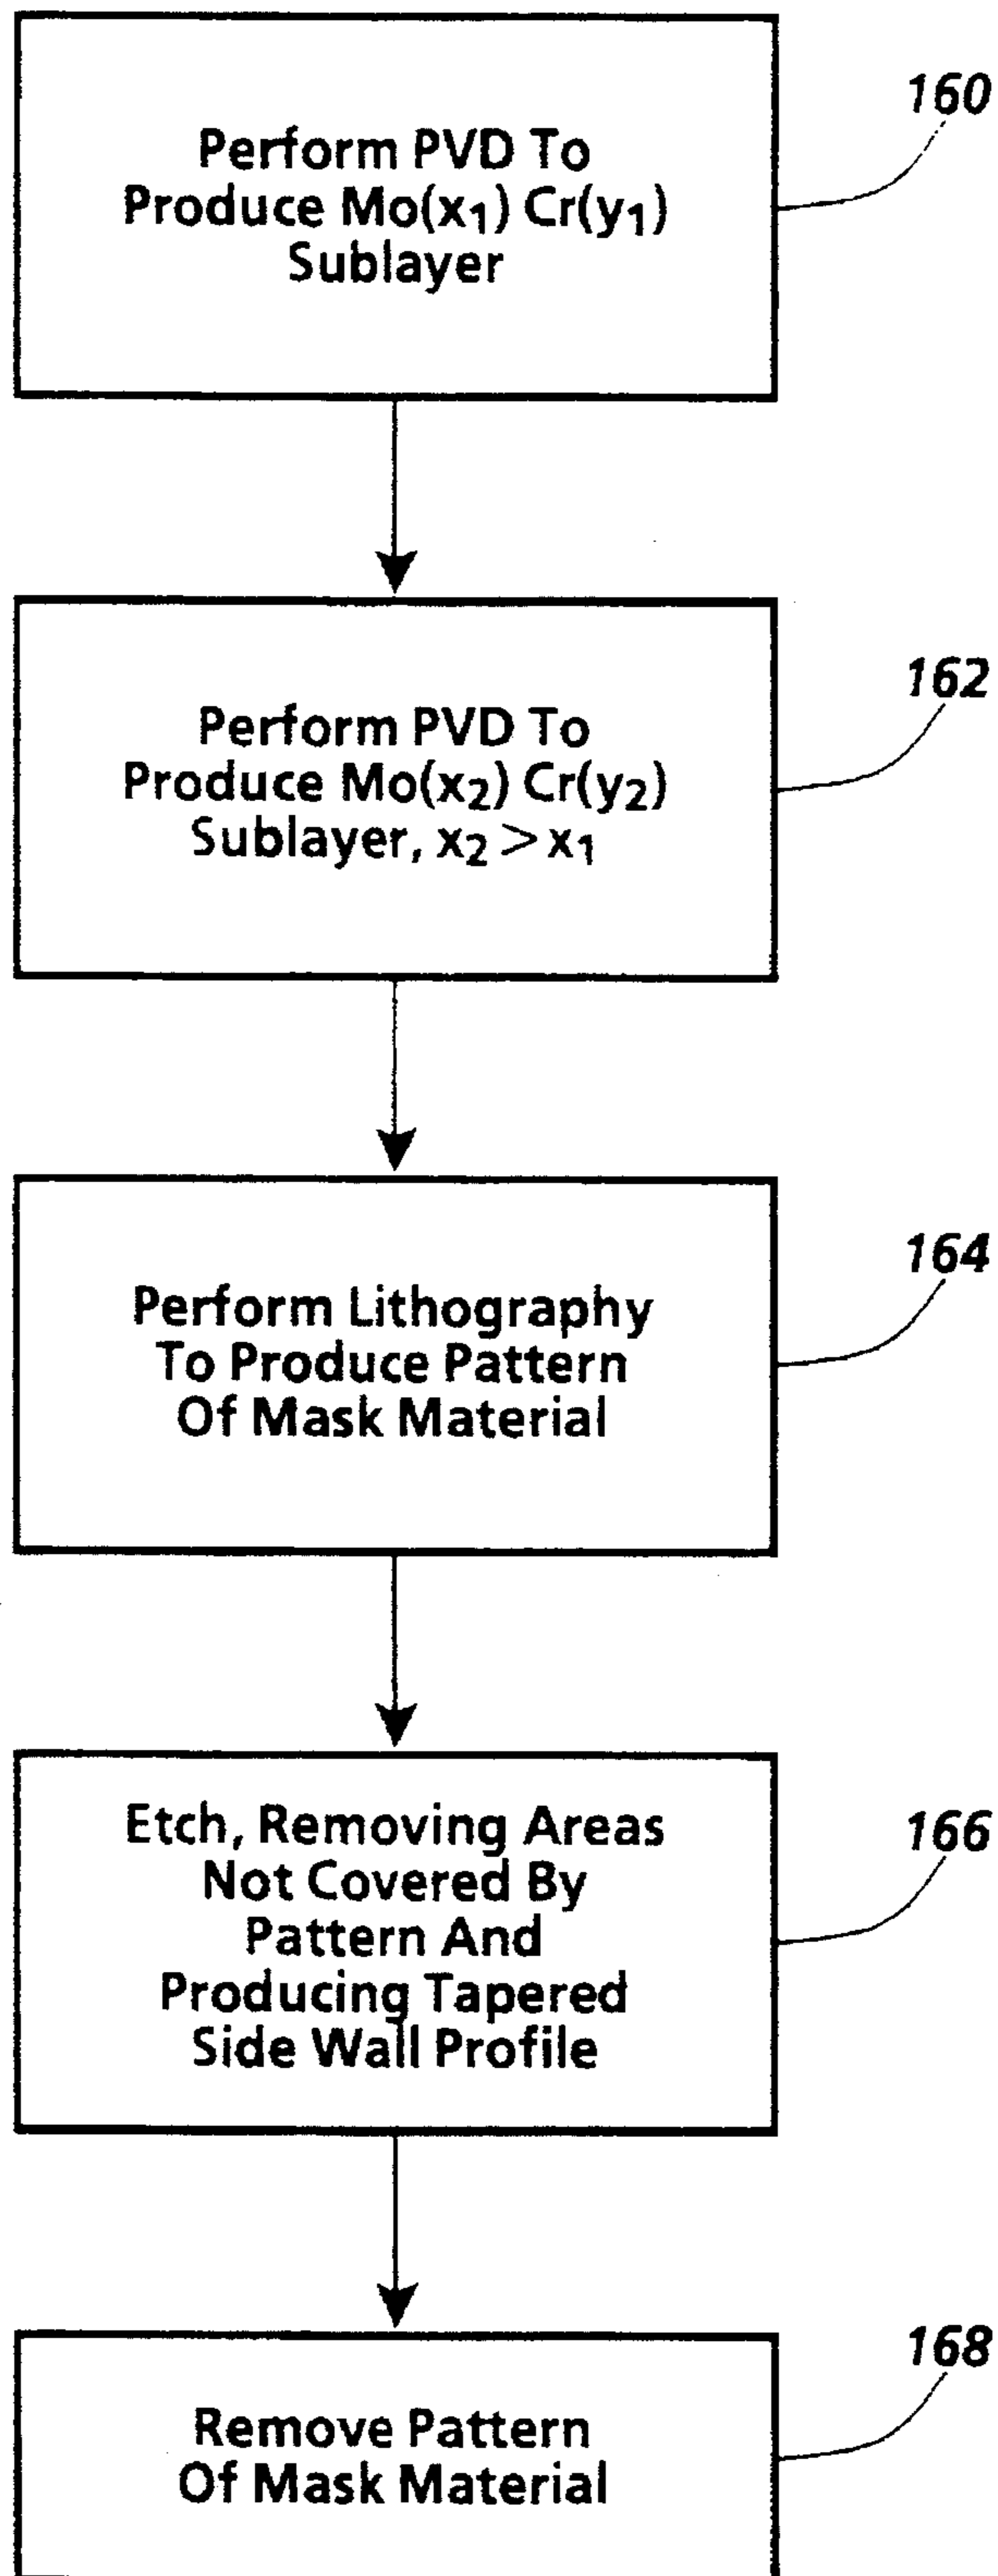 160
Perform PVD To
Produce Mo(x₁) Cr(y₁)
Sublayer
162
Perform PVD To
Produce Mo(x₂) Cr(y₂)
Sublayer, x₂ > x₁
164
Perform Lithography
To Produce Pattern
Of Mask Material
166
Etch, Removing Areas
Not Covered By
Pattern And
Producing Tapered
Side Wall Profile
168
Remove Pattern
Of Mask Material